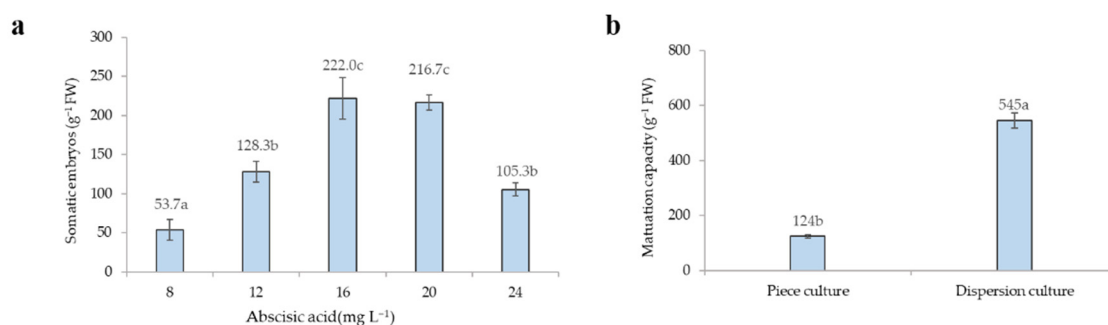 a
Somaticembryos (g⁻¹ FW)
300
250
200
150
100
50
0
53.7a
128.3b
222.0c
216.7c
105.3b
8 12 16 20 24
Abscisic acid(mg L⁻¹)
b
Matuation capacity (g⁻¹ FW)
800
600
400
200
0
124b
545a
Piece culture Dispersion culture